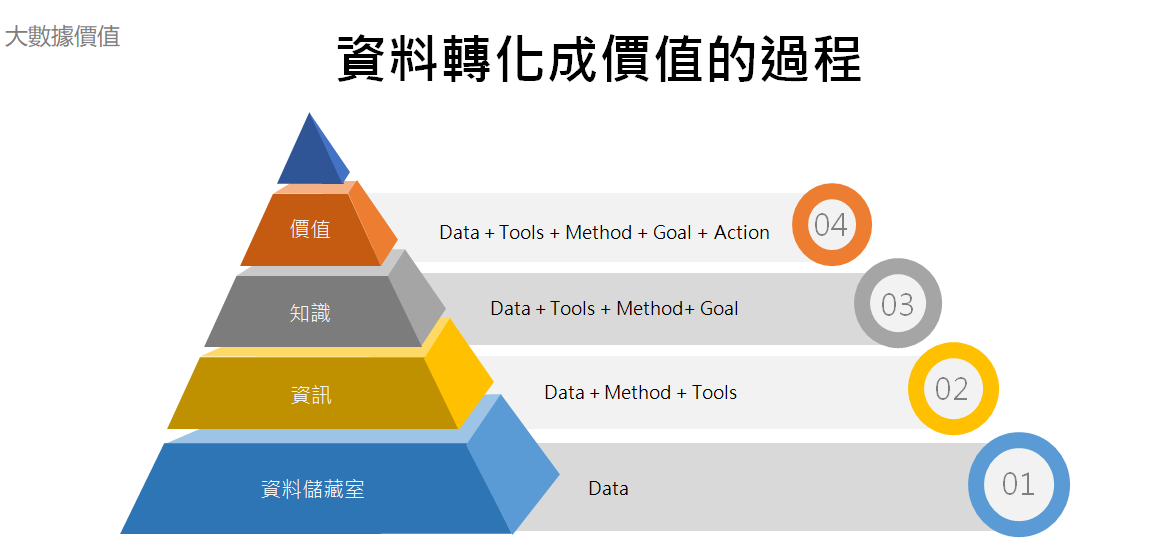 大數據價值
資料轉化成價值的過程
價值
Data + Tools + Method + Goal + Action
04
知識
Data + Tools + Method+ Goal
03
資訊
Data + Method + Tools
02
資料儲藏室
Data
01